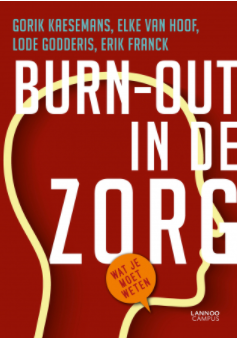 GORIK KAESEMANS, ELKE VAN HOOF,
LODE GODDERIS, ERIK FRANCK
BURN-OUT
IN DE
ZORG
WAT JE
MOET
WETEN
LANNOO
CAMPUS